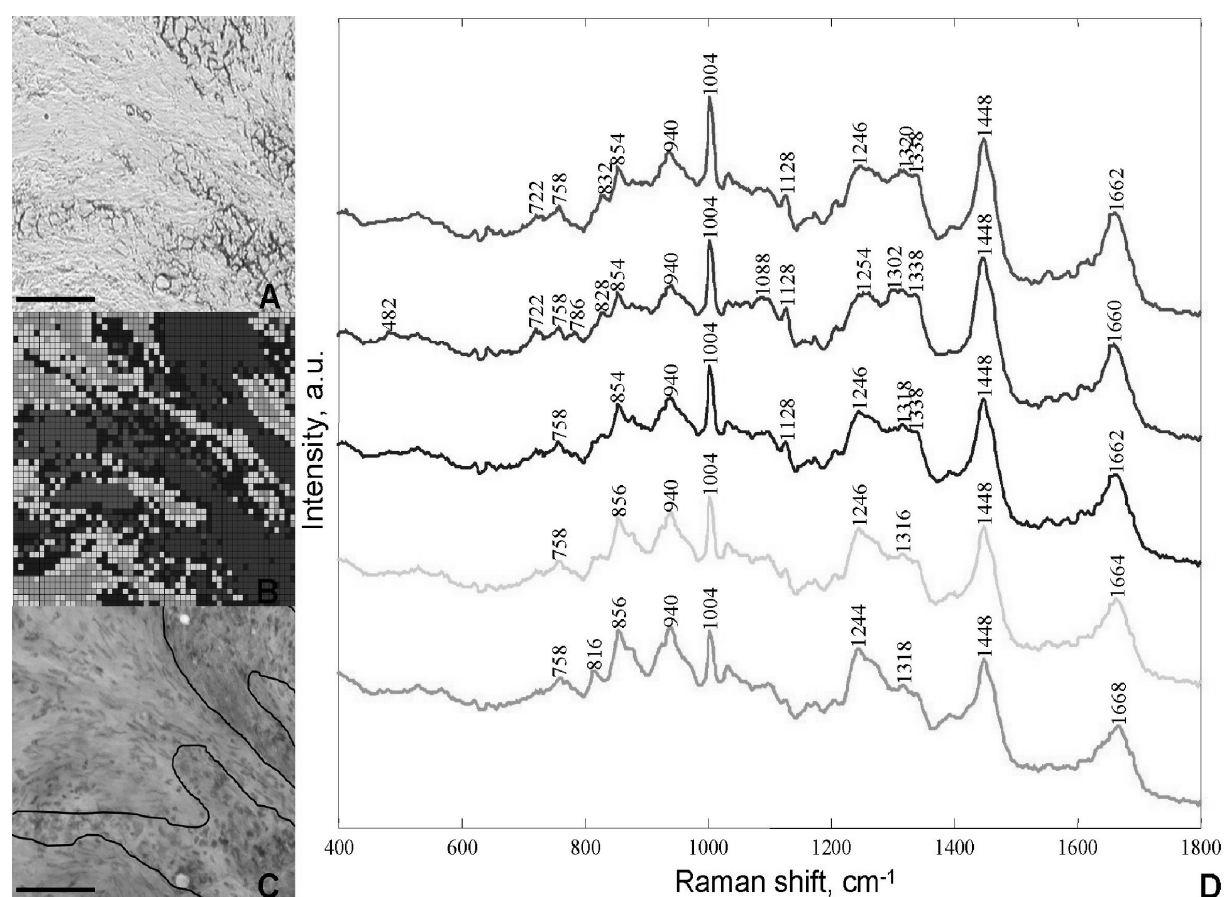 A
B
C
Intensity, a.u.
722 758 832 854 940 1004 1128 1246 1320 1338 1448 1662
482 722 758 786 828 854 940 1004 1088 1128 1254 1302 1338 1448 1660
758 854 940 1004 1128 1246 1318 1338 1448 1662
758 856 940 1004 1246 1316 1448 1664
758 816 856 940 1004 1244 1318 1448 1668
400 600 800 1000 1200 1400 1600 1800
Raman shift, cm-1
D